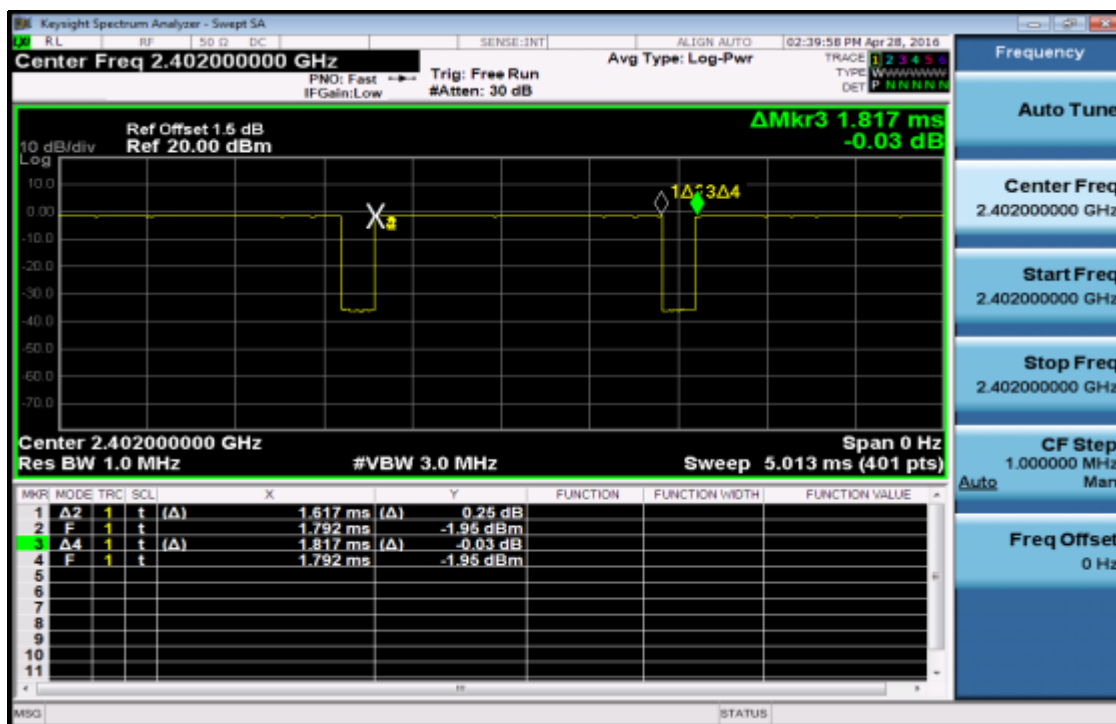 Keysight Spectrum Analyzer - Swept SA
RL RF 50 Ω DC SENSE:INT ALIGN AUTO 02:39:58 PM Apr 28, 2016
Center Freq 2.402000000 GHz
PNO: Fast
IFGain:Low
Trig: Free Run
#Atten: 30 dB
Avg Type: Log-Pwr
TRACE 1 2 3 4 5 6
TYPE W
DET P N N N N N
Frequency
Auto Tune
Center Freq
2.402000000 GHz
Start Freq
2.402000000 GHz
Stop Freq
2.402000000 GHz
CF Step
1.000000 MHz
Auto Man
Freq Offset
0 Hz
ΔMkr3 1.817 ms
-0.03 dB
Ref Offset 1.5 dB
10 dB/div Ref 20.00 dBm
Log
10.0
0.00
-10.0
-20.0
-30.0
-40.0
-50.0
-60.0
-70.0
3Δ4
Center 2.402000000 GHz Span 0 Hz
Res BW 1.0 MHz #VBW 3.0 MHz Sweep 5.013 ms (401 pts)
MKR MODE TRC SCL X Y FUNCTION FUNCTION WIDTH FUNCTION VALUE
1 Δ2 1 t (Δ) 1.617 ms (Δ) 0.25 dB
2 F 1 t 1.792 ms -1.95 dBm
3 Δ4 1 t (Δ) 1.817 ms (Δ) -0.03 dB
4 F 1 t 1.792 ms -1.95 dBm
5
6
7
8
9
10
11
MSG STATUS